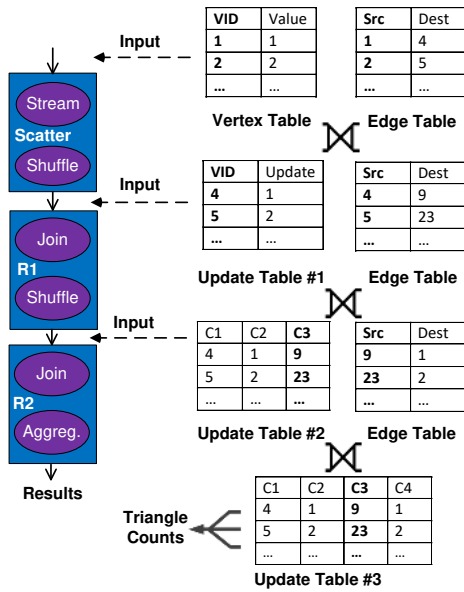 Input
VID Value
1 1
2 2
... ...
Src Dest
1 4
2 5
... ...
Stream
Scatter
Shuffle
Vertex Table
Edge Table
Input
VID Update
4 1
5 2
... ...
Src Dest
4 9
5 23
... ...
Join
R1
Shuffle
Update Table #1
Edge Table
Input
C1 C2 C3
4 1 9
5 2 23
... ... ...
Src Dest
9 1
23 2
... ...
Join
R2
Aggreg.
Update Table #2
Edge Table
Results
Triangle
Counts
C1 C2 C3 C4
4 1 9 1
5 2 23 2
... ... ... ...
Update Table #3